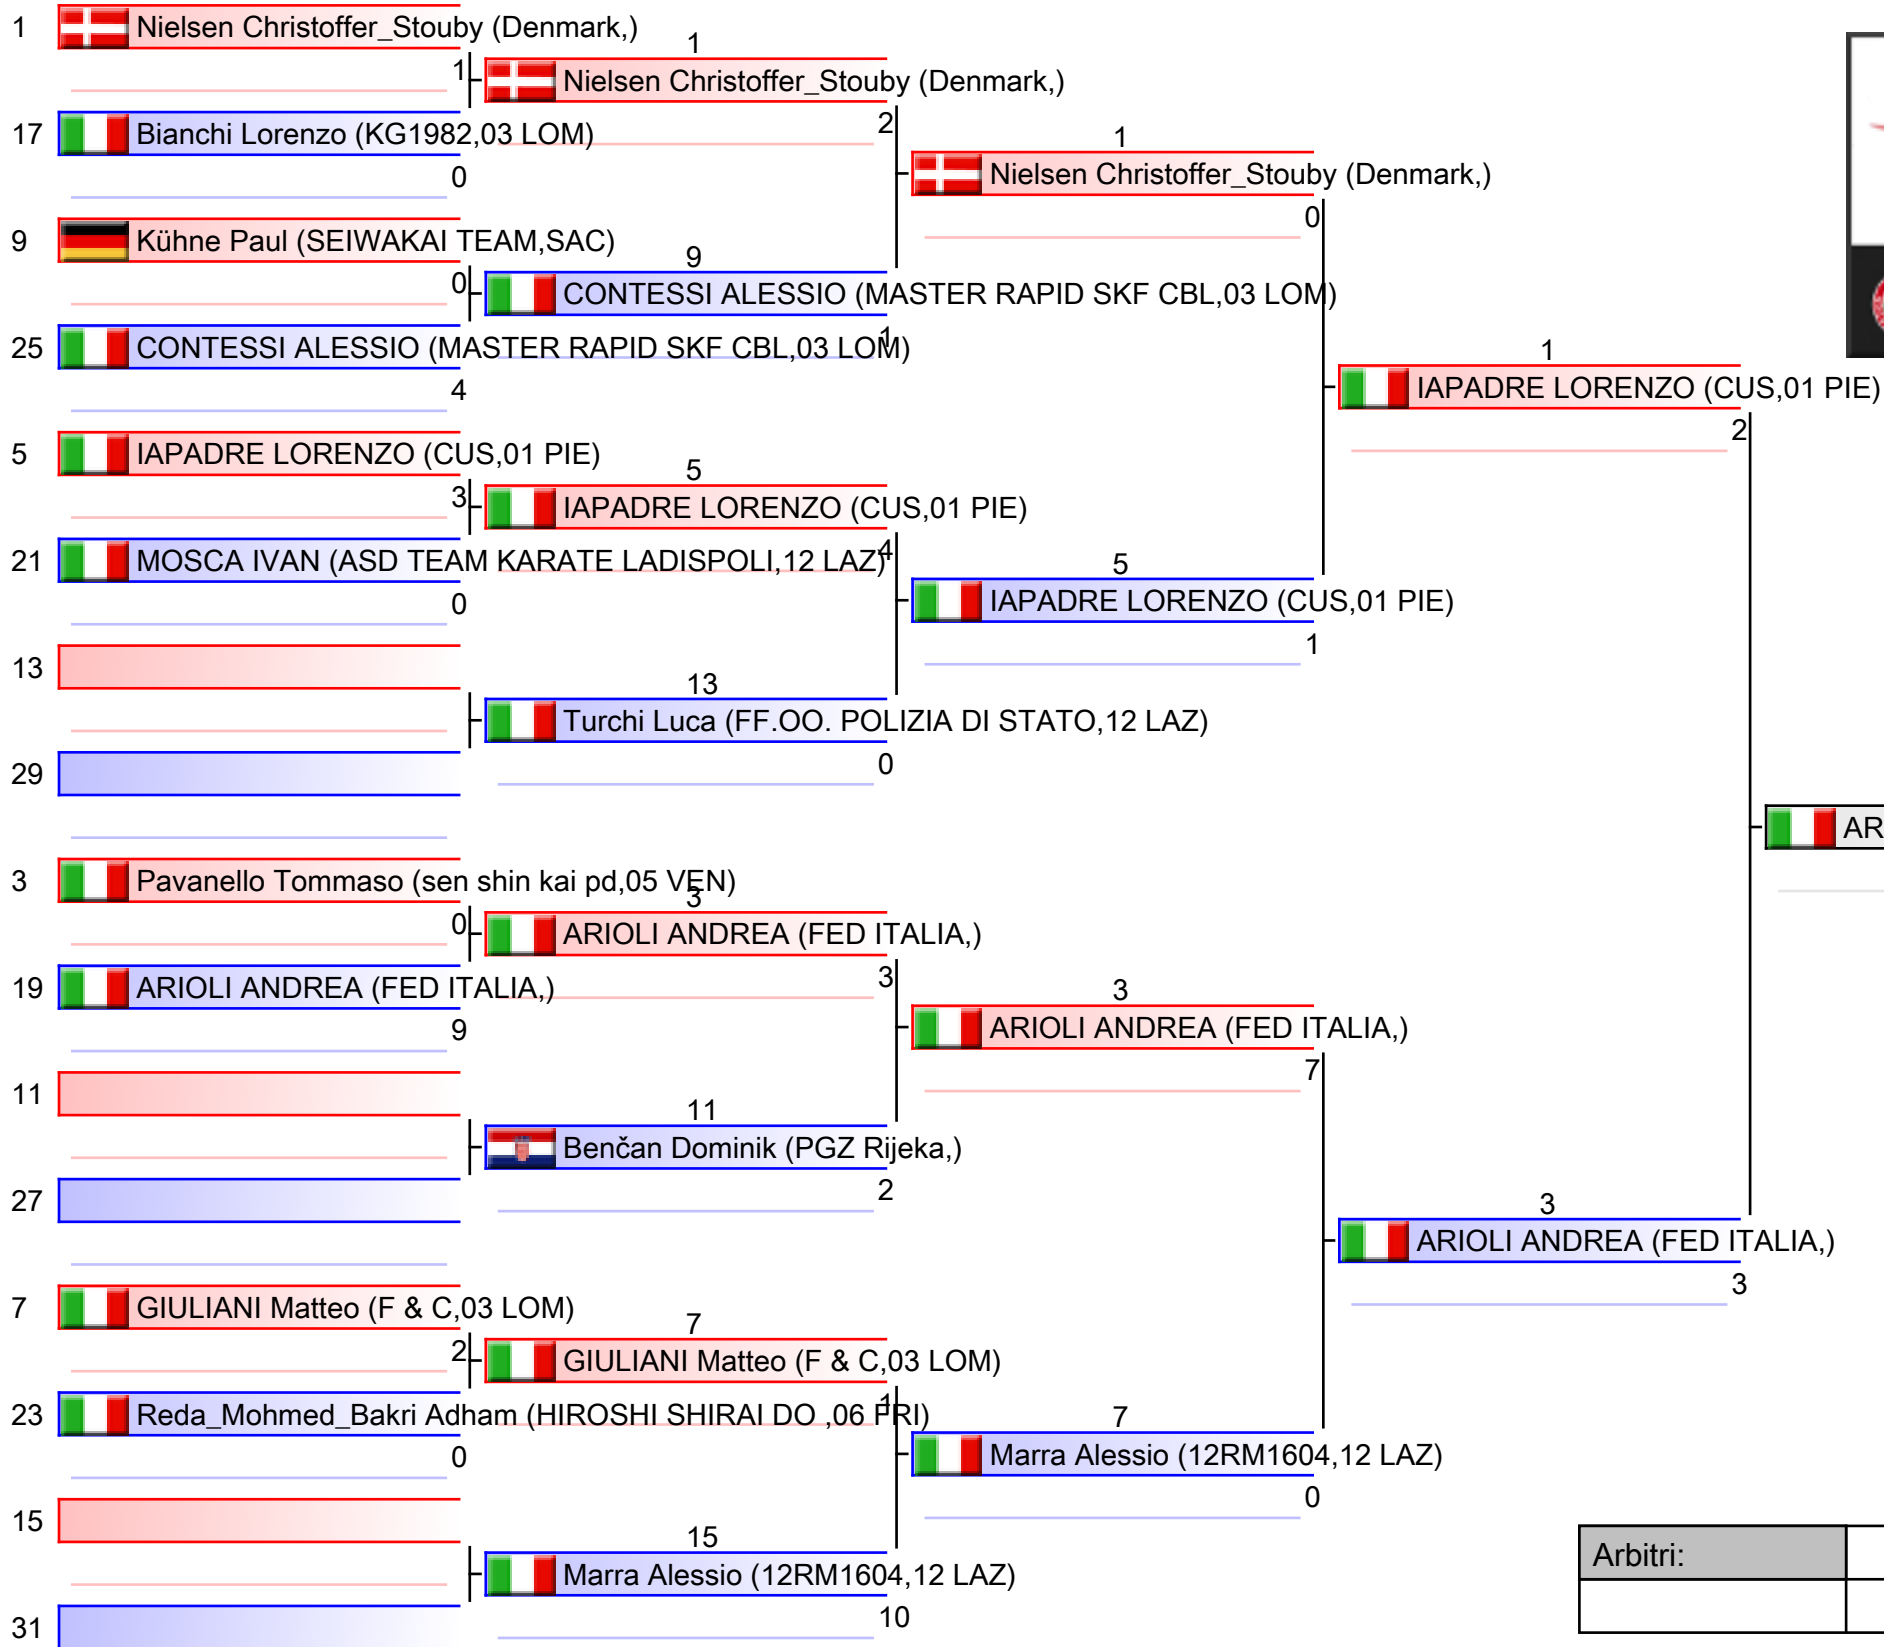 1 Nielsen Christoffer_Stouby (Denmark,)
1
17 Bianchi Lorenzo (KG1982,03 LOM)
0
9 Kühne Paul (SEIWAKAI TEAM,SAC)
0
25 CONTESSI ALESSIO (MASTER RAPID SKF CBL,03 LOM)
4
5 IAPADRE LORENZO (CUS,01 PIE)
3
21 MOSCA IVAN (ASD TEAM KARATE LADISPOLI,12 LAZ)
0
13
29
3 Pavanello Tommaso (sen shin kai pd,05 VEN)
0
19 ARIOLI ANDREA (FED ITALIA,)
9
11
27
7 GIULIANI Matteo (F & C,03 LOM)
2
23 Reda_Mohmed_Bakri Adham (HIROSHI SHIRAI DO ,06 FRI)
0
15
31
1
Nielsen Christoffer_Stouby (Denmark,)
2
9
CONTESSI ALESSIO (MASTER RAPID SKF CBL,03 LOM)
1
5
IAPADRE LORENZO (CUS,01 PIE)
4
13
Turchi Luca (FF.OO. POLIZIA DI STATO,12 LAZ)
0
3
ARIOLI ANDREA (FED ITALIA,)
3
11
Benčan Dominik (PGZ Rijeka,)
2
7
GIULIANI Matteo (F & C,03 LOM)
1
15
Marra Alessio (12RM1604,12 LAZ)
10
1
Nielsen Christoffer_Stouby (Denmark,)
0
5
IAPADRE LORENZO (CUS,01 PIE)
1
3
ARIOLI ANDREA (FED ITALIA,)
7
7
Marra Alessio (12RM1604,12 LAZ)
0
1
IAPADRE LORENZO (CUS,01 PIE)
2
3
ARIOLI ANDREA (FED ITALIA,)
3
AR
Arbitri: